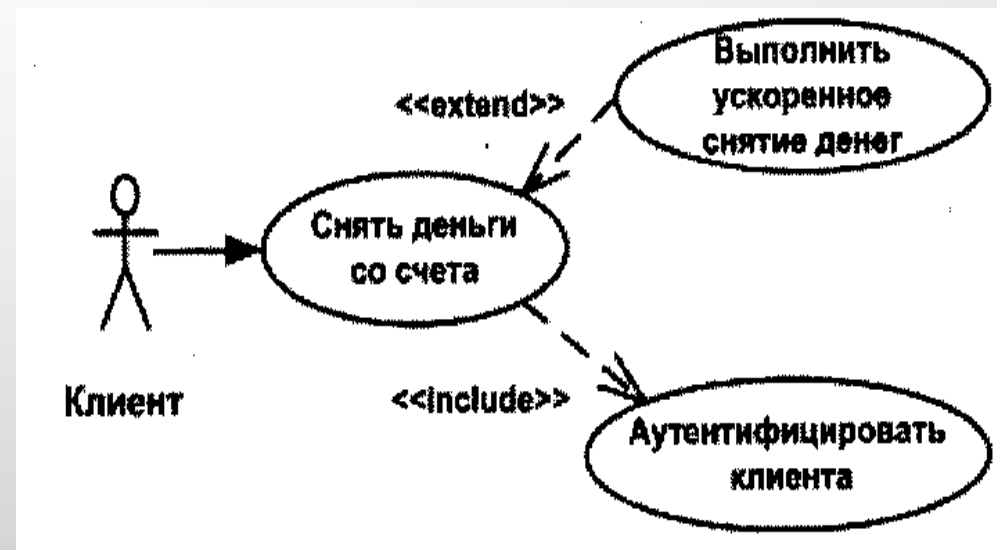 Выполнить
ускоренное
снятие денег
<<extend>>
Снять деньги
со счета
Клиент
<<include>>
Аутентифицировать
клиента